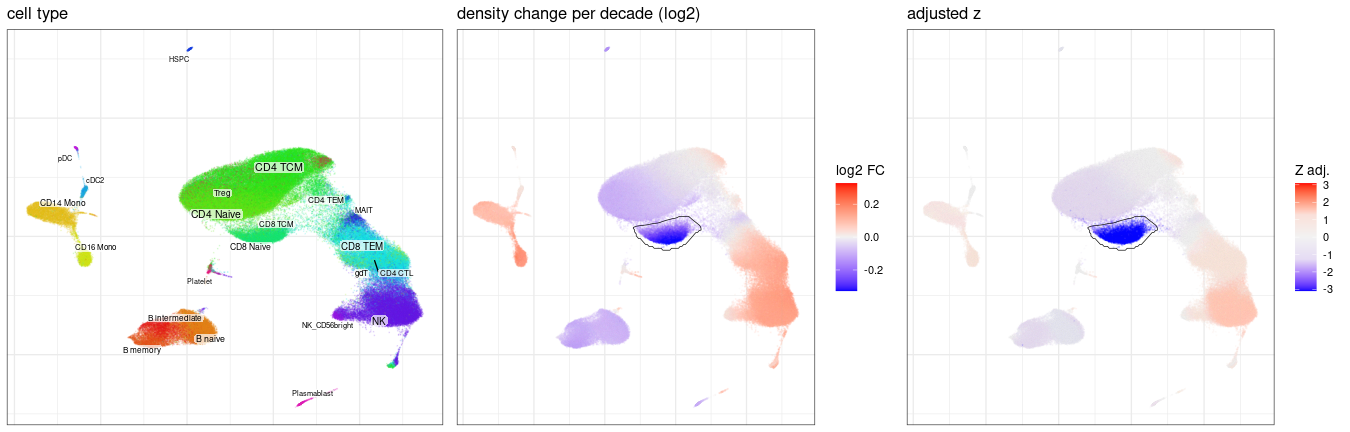 cell type
HSPC
pDC
cDC2
CD14 Mono
CD16 Mono
CD4 TCM
Treg
CD4 Naive
CD4 TEM
MAIT
CD8 TCM
CD8 Naive
CD8 TEM
gdT
CD4 CTL
Platelet
B intermediate
B naive
B memory
NK_CD56bright
NK
Plasmablast
density change per decade (log2)
log2 FC
0.2
0.0
-0.2
adjusted z
Z adj.
3
2
1
0
-1
-2
-3